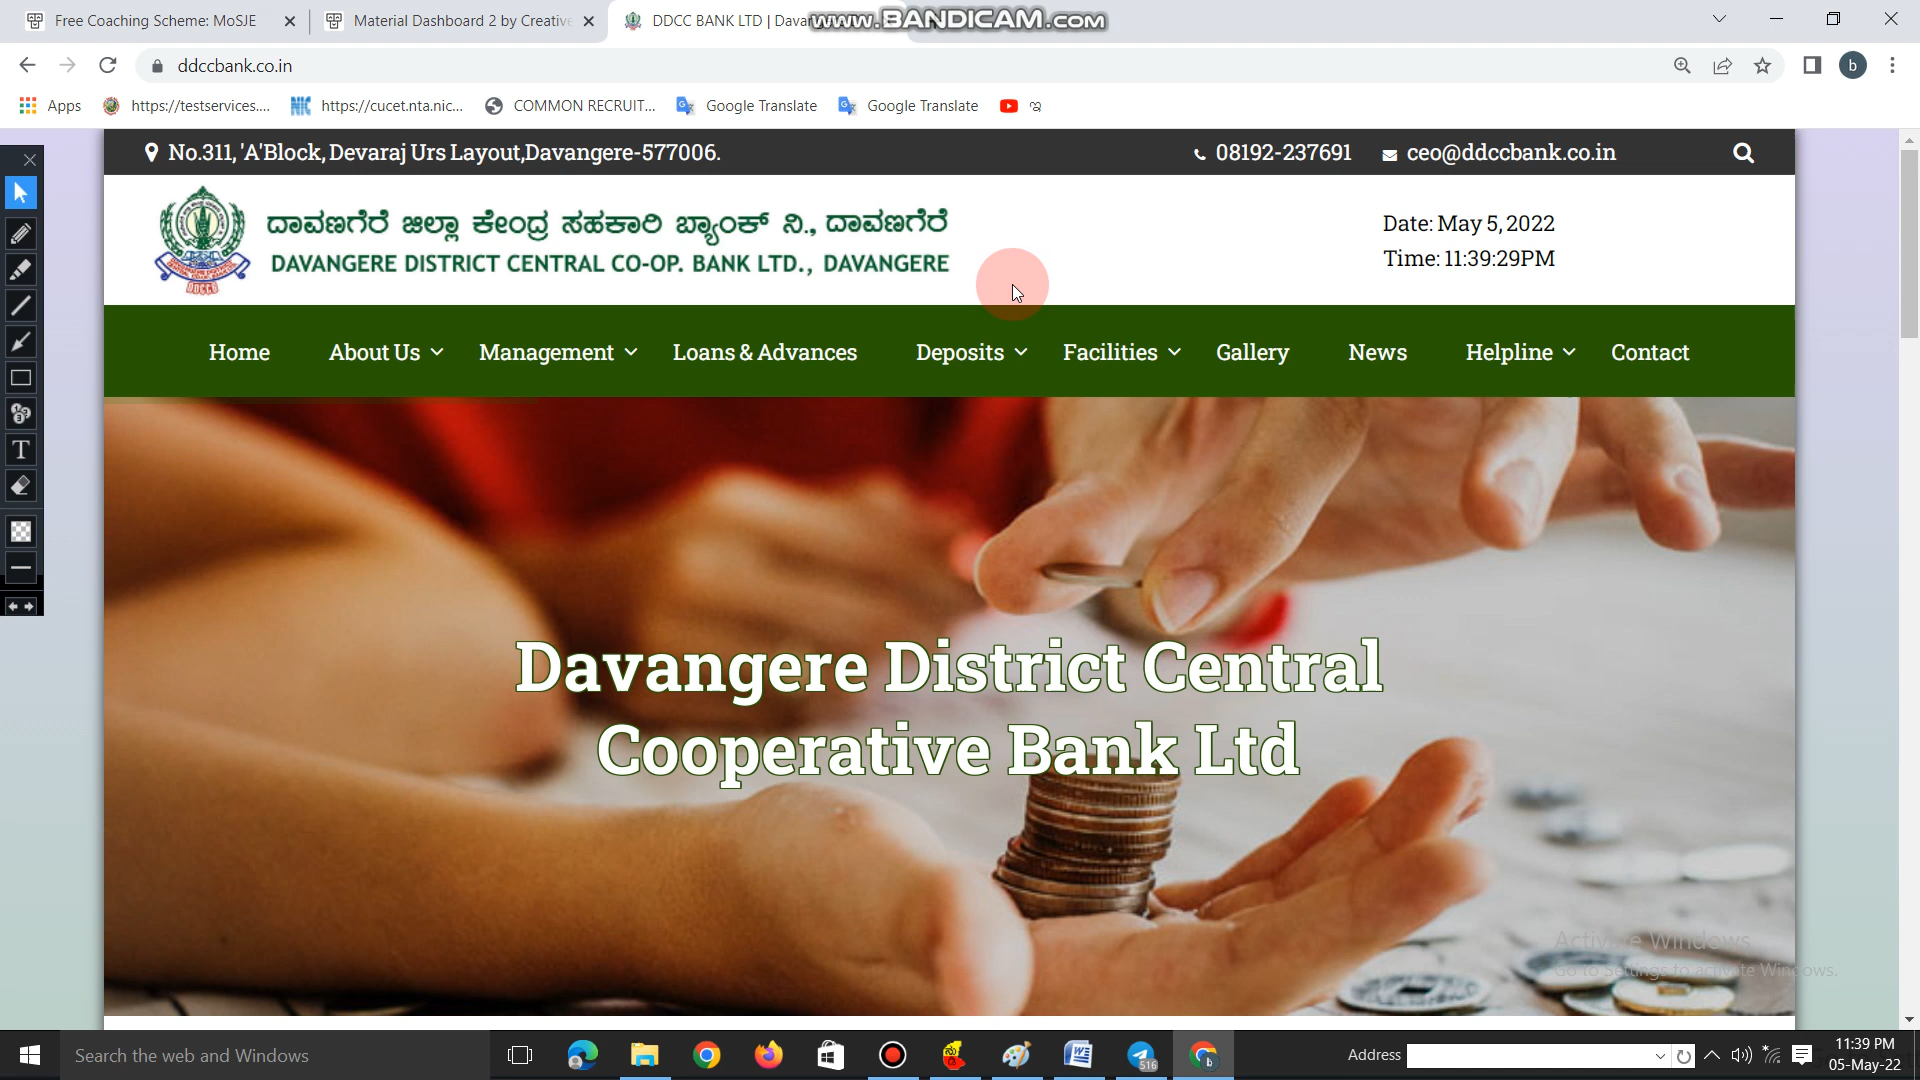 Free Coaching Scheme: MoSJE
Material Dashboard 2 by Creative
DDCC BANK LTD | Davan
www.BANDICAM.com
ddccbank.co.in
b
Apps
https://testservices....
https://cucet.nta.nic...
COMMON RECRUIT...
Google Translate
Google Translate
No.311, 'A'Block, Devaraj Urs Layout,Davangere-577006.
08192-237691
ceo@ddccbank.co.in
ದಾವಣಗೆರೆ ಜಿಲ್ಲಾ ಕೇಂದ್ರ ಸಹಕಾರಿ ಬ್ಯಾಂಕ್ ನಿ., ದಾವಣಗೆರೆ
DAVANGERE DISTRICT CENTRAL CO-OP. BANK LTD., DAVANGERE
DDCCB
Date: May 5, 2022
Time: 11:39:29PM
Home
About Us
Management
Loans & Advances
Deposits
Facilities
Gallery
News
Helpline
Contact
Davangere District Central
Cooperative Bank Ltd
Activate Windows
Go to Settings to activate Windows.
Search the web and Windows
516
b
Address
11:39 PM
05-May-22